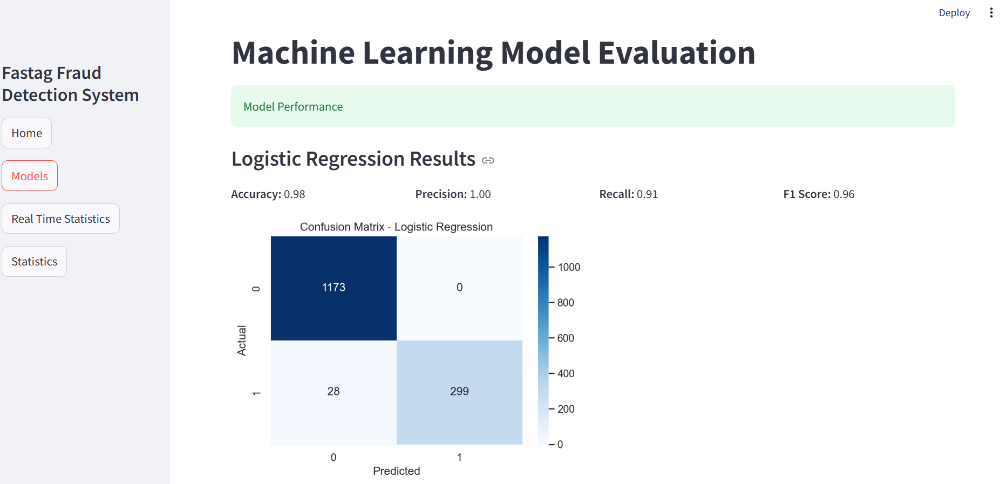 Deploy
Fastag Fraud
Detection System
Home
Models
Real Time Statistics
Statistics
Machine Learning Model Evaluation
Model Performance
Logistic Regression Results
Accuracy: 0.98
Precision: 1.00
Recall: 0.91
F1 Score: 0.96
Confusion Matrix - Logistic Regression
1173
0
28
299
0
1
Actual
0
1
Predicted
1000
800
600
400
200
0